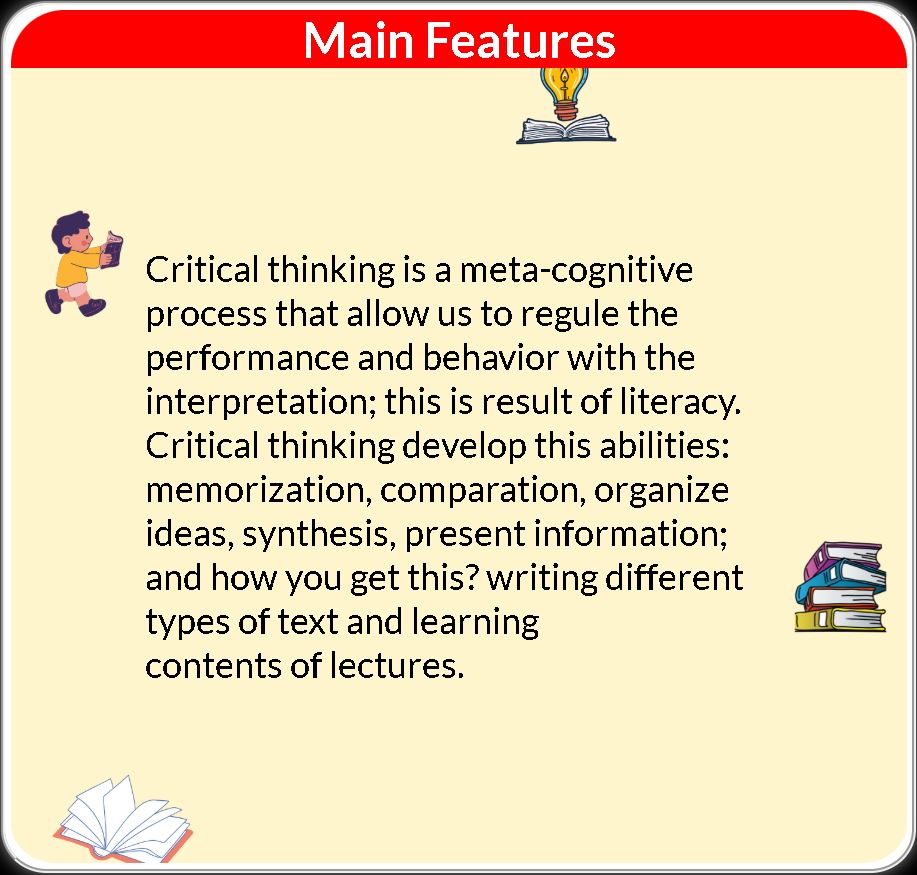 Main Features
Critical thinking is a meta-cognitive
process that allow us to regule the
performance and behavior with the
interpretation; this is result of literacy.
Critical thinking develop this abilities:
memorization, comparation, organize
ideas, synthesis, present information;
and how you get this? writing different
types of text and learning
contents of lectures.